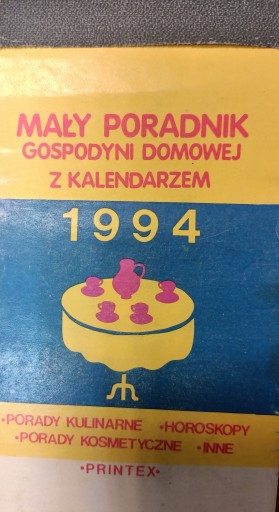 MAŁY PORADNIK
GOSPODYNI DOMOWEJ
Z KALENDARZEM
1994
•PORADY KULINARNE •HOROSKOPY
•PORADY KOSMETYCZNE •INNE
•PRINTEX•